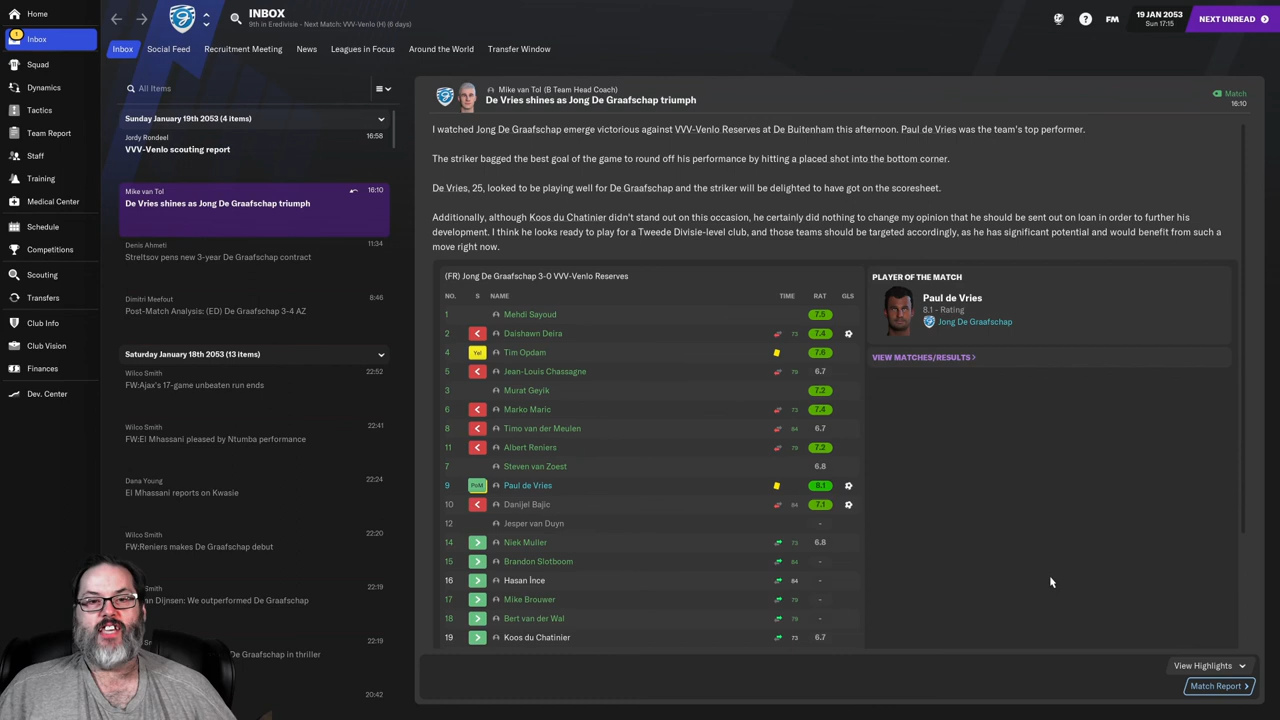 Home
Inbox
1
Squad
Dynamics
Tactics
Team Report
Staff
Training
Medical Center
Schedule
Competitions
Scouting
Transfers
Club Info
Club Vision
Finances
Dev. Center
INBOX
9th in Eredivisie - Next Match: VVV-Venlo (H) (6 days)
FM
19 JAN 2053
Sun 17:15
NEXT UNREAD
Inbox
Social Feed
Recruitment Meeting
News
Leagues in Focus
Around the World
Transfer Window
All Items
Sunday January 19th 2053 (4 items)
Jordy Rondeel
16:58
VVV-Venlo scouting report
Mike van Tol
16:10
De Vries shines as Jong De Graafschap triumph
Denis Ahmeti
11:34
Streltsov pens new 3-year De Graafschap contract
Dimitri Meefout
8:46
Post-Match Analysis: (ED) De Graafschap 3-4 AZ
Saturday January 18th 2053 (13 items)
Wilco Smith
22:52
FW:Ajax's 17-game unbeaten run ends
Wilco Smith
22:41
FW:El Mhassani pleased by Ntumba performance
Dana Young
22:24
El Mhassani reports on Kwasie
Wilco Smith
22:20
FW:Reniers makes De Graafschap debut
Smith
22:19
Dijnsen: We outperformed De Graafschap
22:19
De Graafschap in thriller
20:42
Mike van Tol (B Team Head Coach)
De Vries shines as Jong De Graafschap triumph
Match
16:10
I watched Jong De Graafschap emerge victorious against VVV-Venlo Reserves at De Buitenham this afternoon. Paul de Vries was the team's top performer.
The striker bagged the best goal of the game to round off his performance by hitting a placed shot into the bottom corner.
De Vries, 25, looked to be playing well for De Graafschap and the striker will be delighted to have got on the scoresheet.
Additionally, although Koos du Chatinier didn't stand out on this occasion, he certainly did nothing to change my opinion that he should be sent out on loan in order to further his
development. I think he looks ready to play for a Tweede Divisie-level club, and those teams should be targeted accordingly, as he has significant potential and would benefit from such a
move right now.
(FR) Jong De Graafschap 3-0 VVV-Venlo Reserves
NO. S NAME TIME RAT GLS
1 Mehdi Sayoud 7.5
2 Daishawn Deira 73 7.4
4 Yel Tim Opdam 7.6
5 Jean-Louis Chassagne 79 6.7
3 Murat Geyik 7.2
6 Marko Maric 73 7.4
8 Timo van der Meulen 84 6.7
11 Albert Reniers 79 7.2
7 Steven van Zoest 6.8
9 PoM Paul de Vries 8.1
10 Danijel Bajic 84 7.1
12 Jesper van Duyn -
14 Niek Muller 73 6.8
15 Brandon Slotboom 84 -
16 Hasan İnce 84 -
17 Mike Brouwer 79 -
18 Bert van der Wal 79 -
19 Koos du Chatinier 73 6.7
PLAYER OF THE MATCH
Paul de Vries
8.1 - Rating
Jong De Graafschap
VIEW MATCHES/RESULTS >
View Highlights
Match Report >